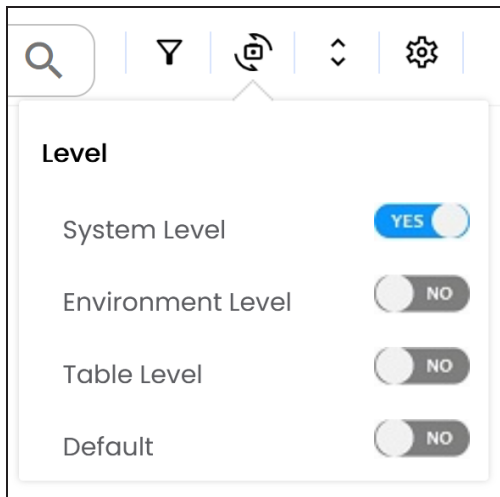 Level
System Level YES
Environment Level NO
Table Level NO
Default NO